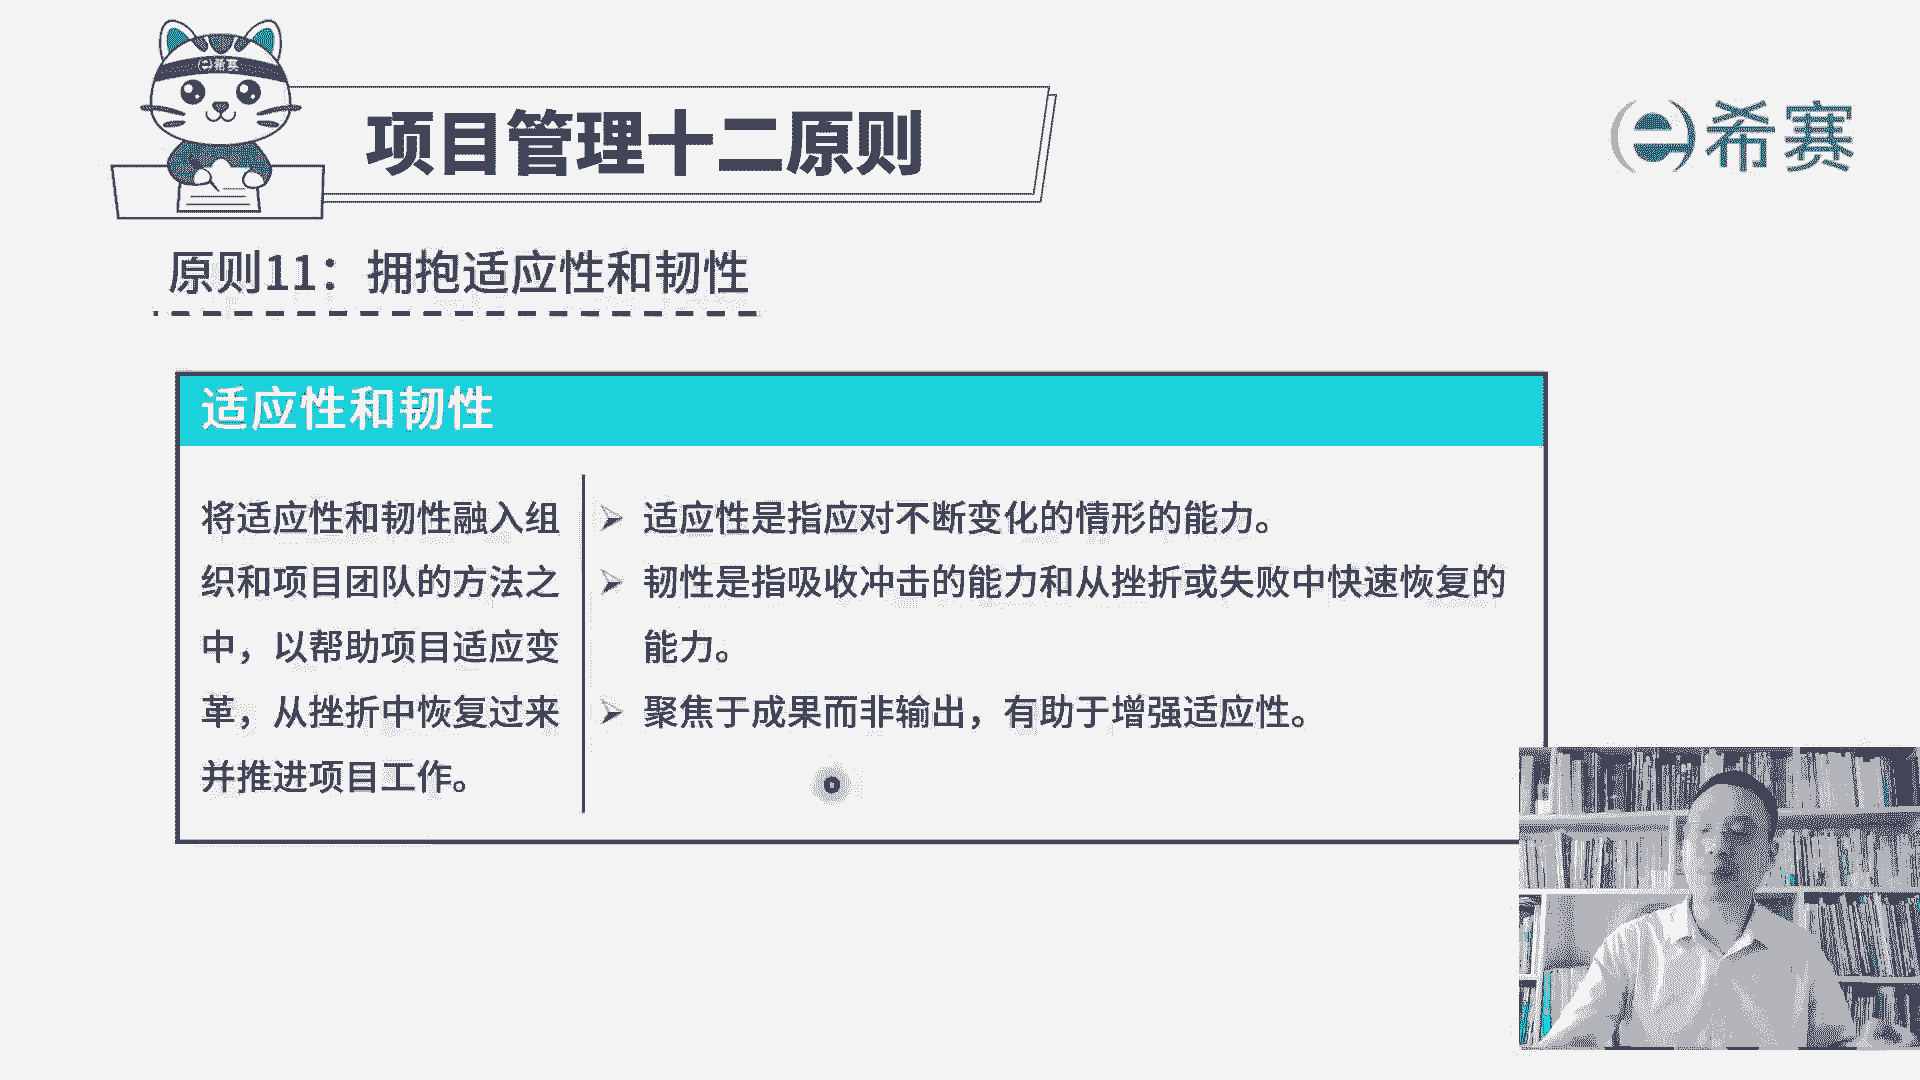 希赛
项目管理十二原则
希赛
原则11：拥抱适应性和韧性
适应性和韧性
将适应性和韧性融入组
织和项目团队的方法之
中，以帮助项目适应变
革，从挫折中恢复过来
并推进项目工作。
适应性是指应对不断变化的情形的能力。
韧性是指吸收冲击的能力和从挫折或失败中快速恢复的
能力。
聚焦于成果而非输出，有助于增强适应性。